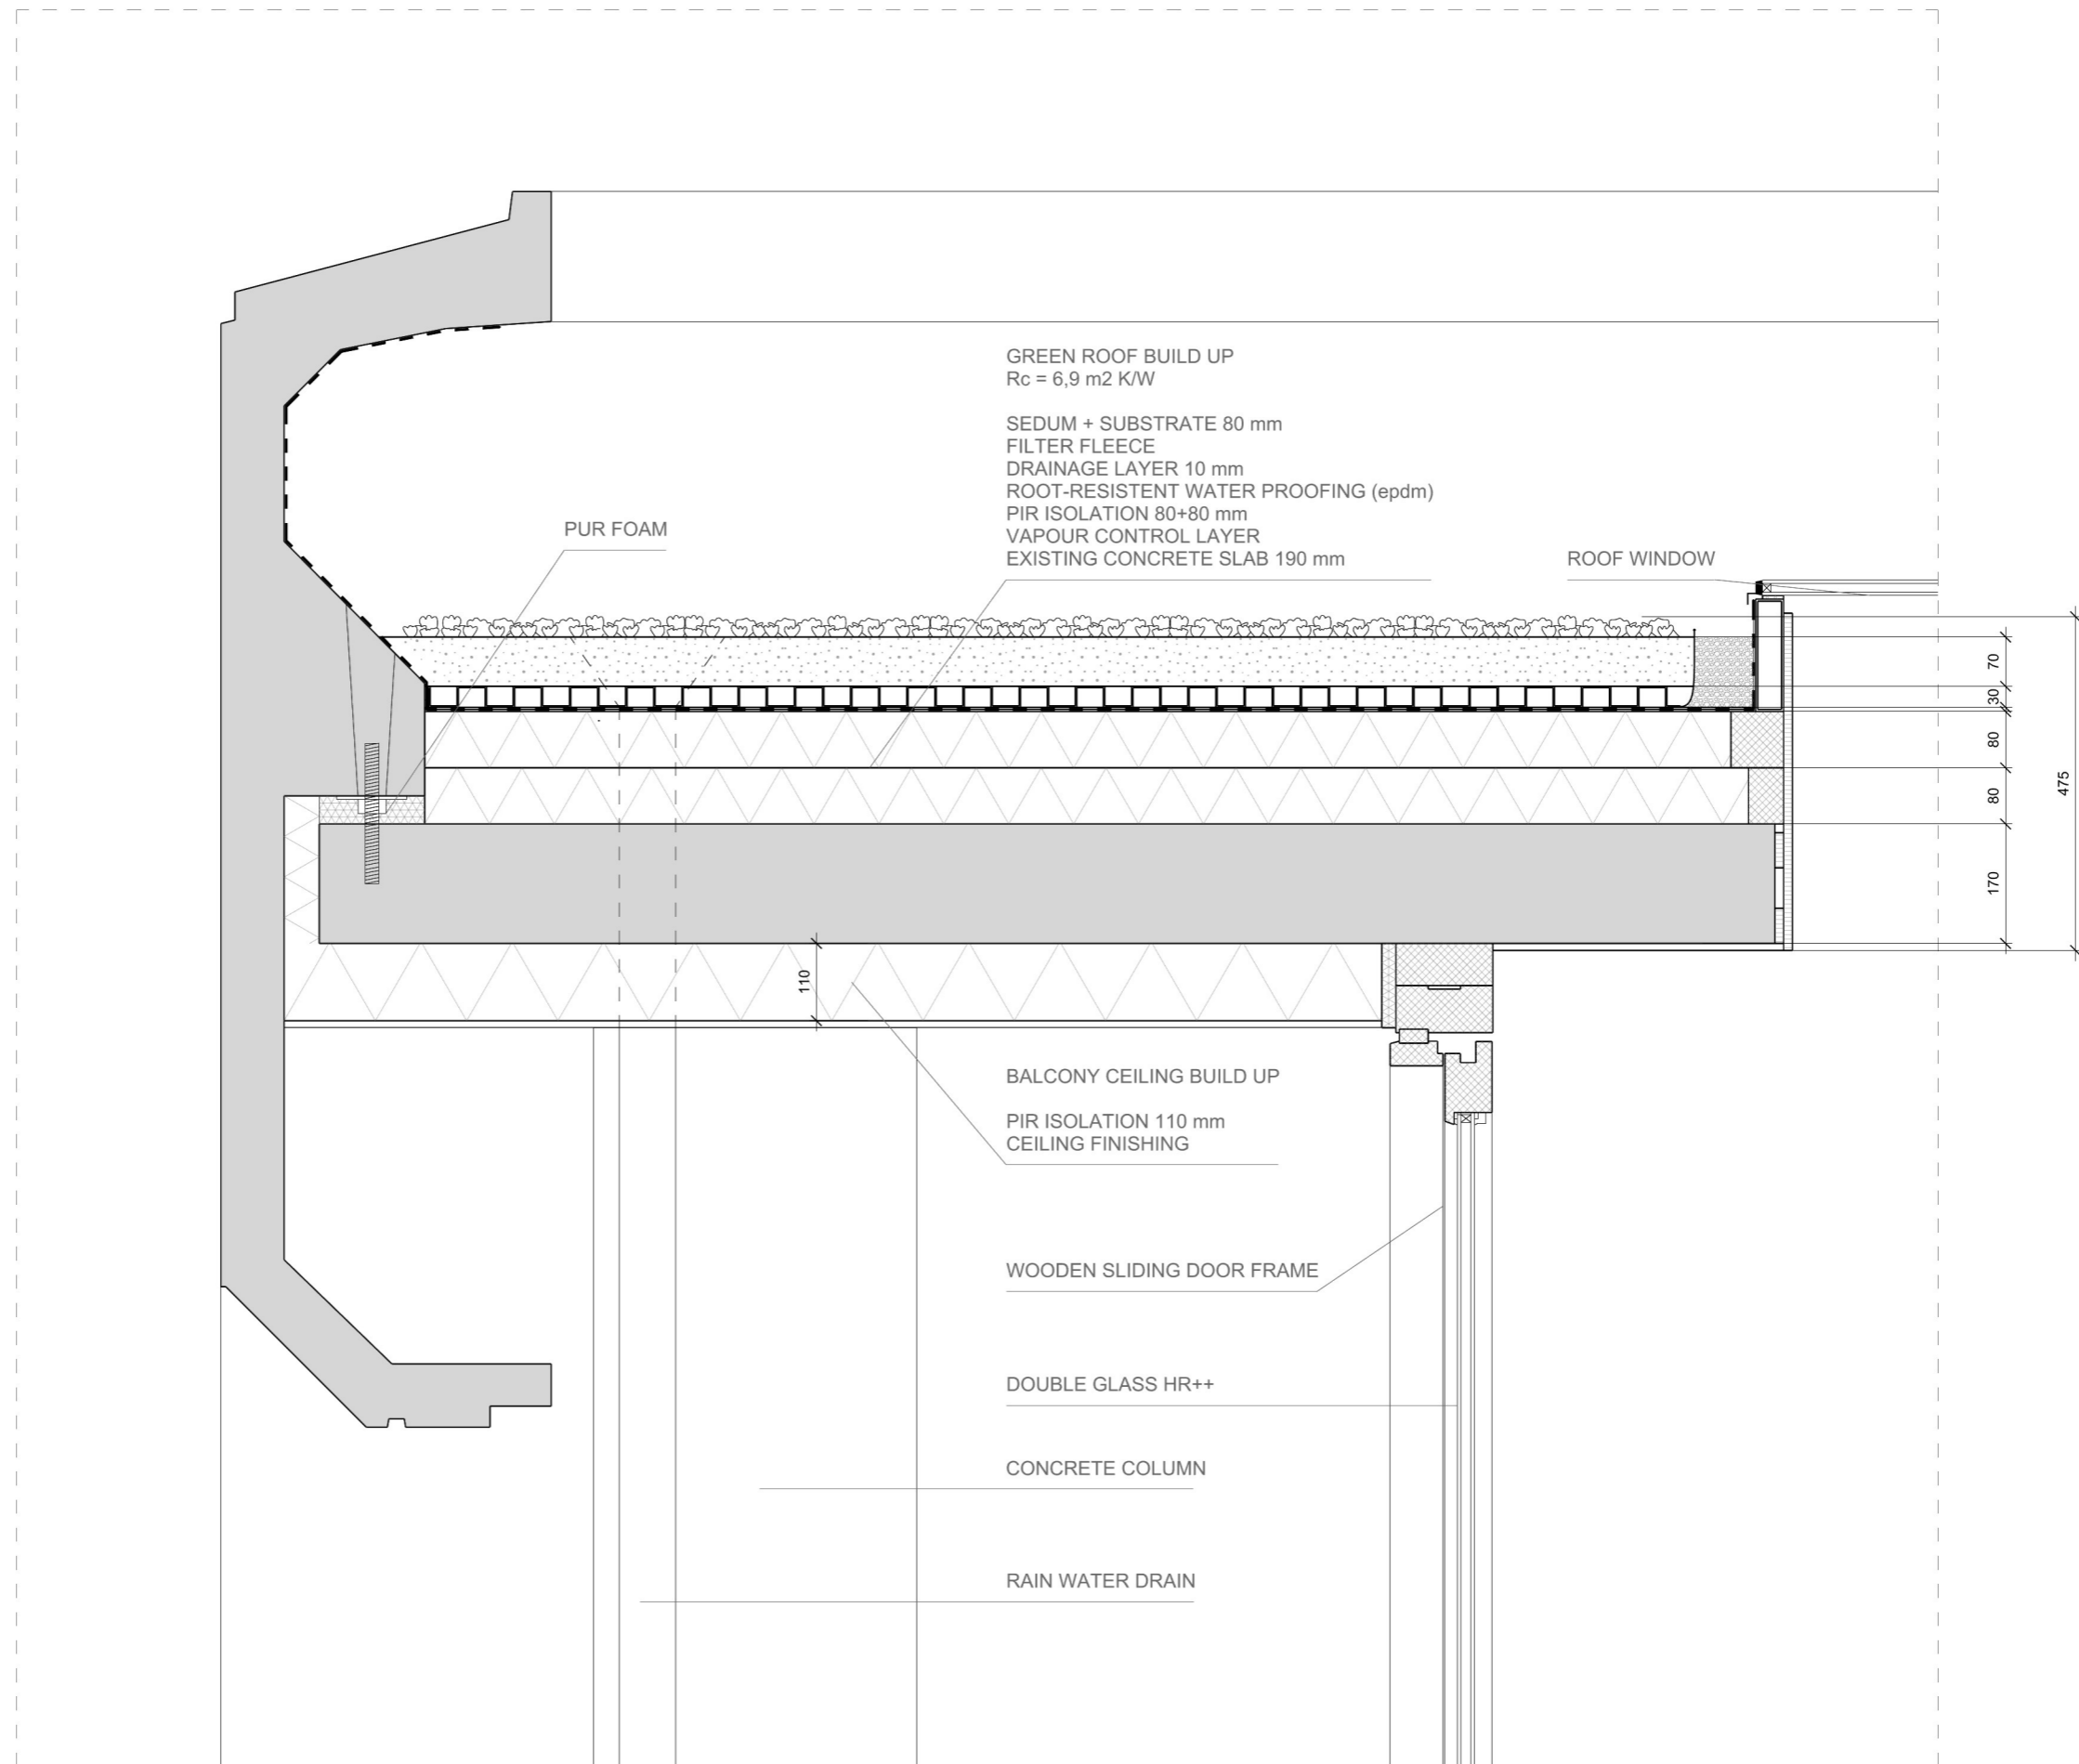 GREEN ROOF BUILD UP
Rc = 6,9 m2 K/W
SEDUM + SUBSTRATE 80 mm
FILTER FLEECE
DRAINAGE LAYER 10 mm
ROOT-RESISTENT WATER PROOFING (epdm)
PIR ISOLATION 80+80 mm
VAPOUR CONTROL LAYER
EXISTING CONCRETE SLAB 190 mm
PUR FOAM
ROOF WINDOW
70
30
80
80
170
475
110
BALCONY CEILING BUILD UP
PIR ISOLATION 110 mm
CEILING FINISHING
WOODEN SLIDING DOOR FRAME
DOUBLE GLASS HR++
CONCRETE COLUMN
RAIN WATER DRAIN